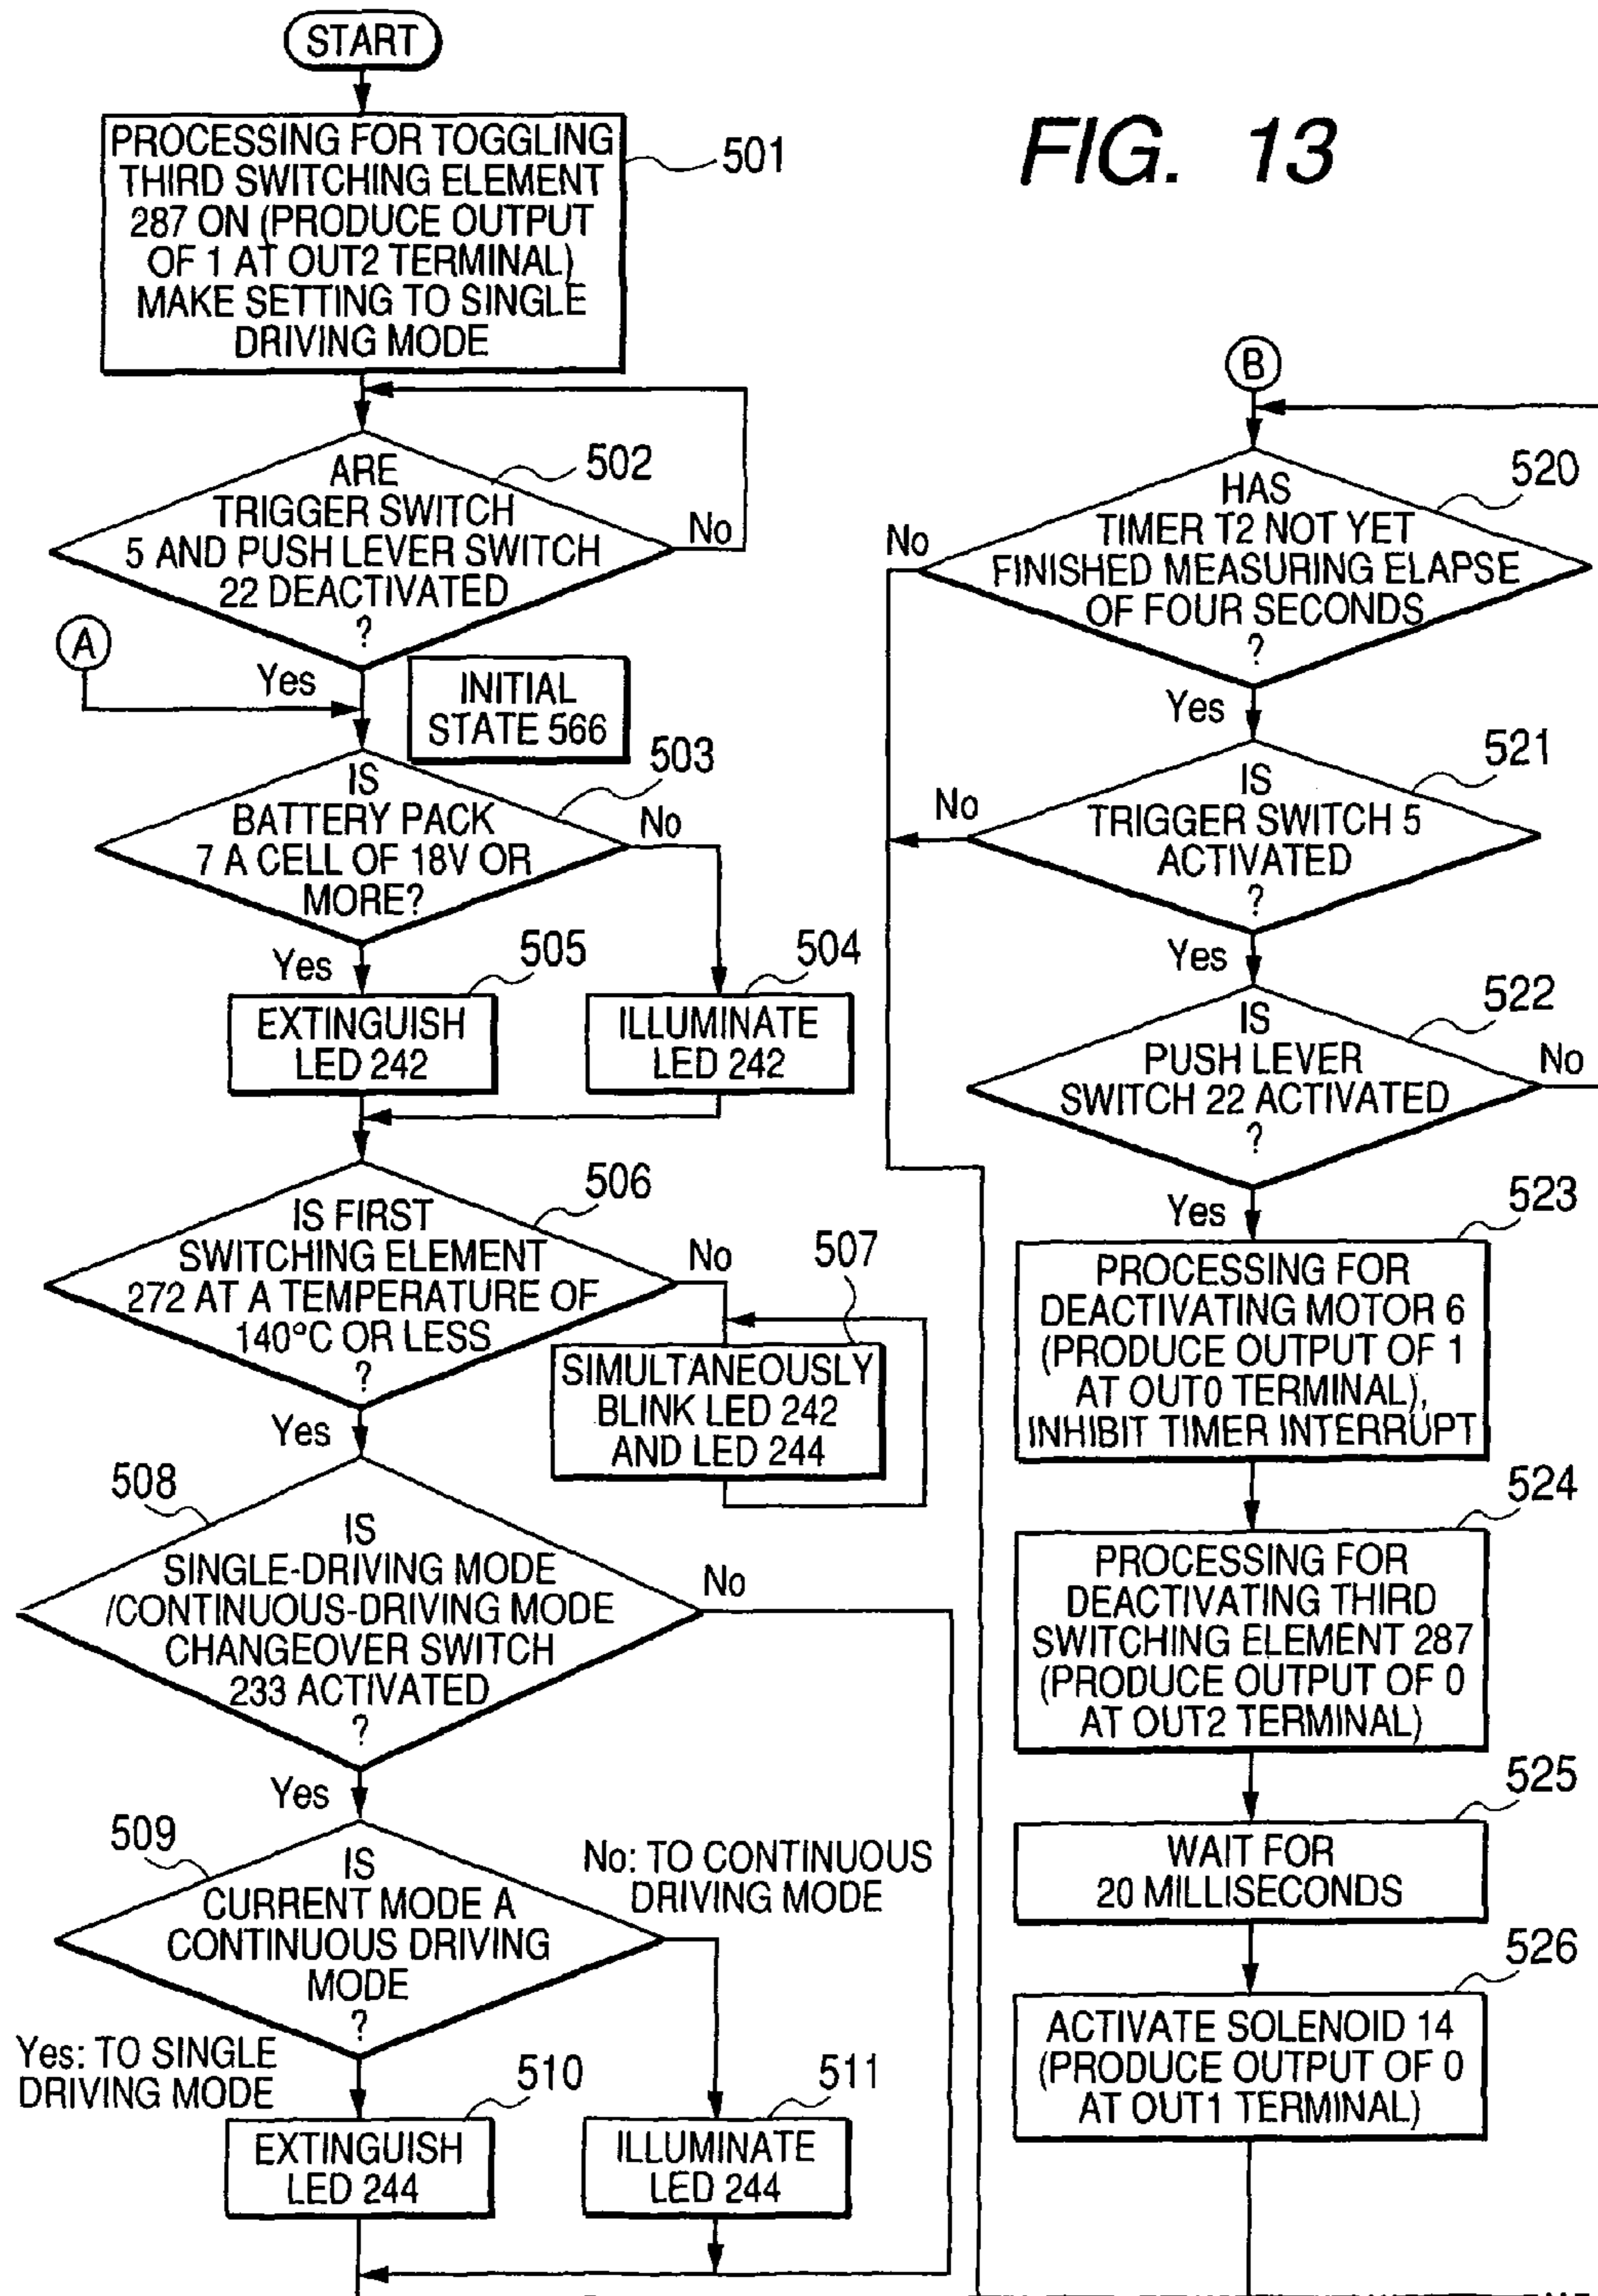 START
FIG. 13
PROCESSING FOR TOGGLING
THIRD SWITCHING ELEMENT
287 ON (PRODUCE OUTPUT
OF 1 AT OUT2 TERMINAL)
MAKE SETTING TO SINGLE
DRIVING MODE
501
ARE
TRIGGER SWITCH
5 AND PUSH LEVER SWITCH
22 DEACTIVATED
?
502
No
A
Yes
INITIAL
STATE 566
IS
BATTERY PACK
7 A CELL OF 18V OR
MORE?
503
No
Yes
505
504
EXTINGUISH
LED 242
ILLUMINATE
LED 242
IS FIRST
SWITCHING ELEMENT
272 AT A TEMPERATURE OF
140°C OR LESS
?
506
No
507
SIMULTANEOUSLY
BLINK LED 242
AND LED 244
Yes
508
IS
SINGLE-DRIVING MODE
/CONTINUOUS-DRIVING MODE
CHANGEOVER SWITCH
233 ACTIVATED
?
No
Yes
509
IS
CURRENT MODE A
CONTINUOUS DRIVING
MODE
?
No: TO CONTINUOUS
DRIVING MODE
Yes: TO SINGLE
DRIVING MODE
510
511
EXTINGUISH
LED 244
ILLUMINATE
LED 244
B
HAS
TIMER T2 NOT YET
FINISHED MEASURING ELAPSE
OF FOUR SECONDS
?
520
No
Yes
IS
TRIGGER SWITCH 5
ACTIVATED
?
521
No
Yes
IS
PUSH LEVER
SWITCH 22 ACTIVATED
?
522
No
Yes
523
PROCESSING FOR
DEACTIVATING MOTOR 6
(PRODUCE OUTPUT OF 1
AT OUT0 TERMINAL),
INHIBIT TIMER INTERRUPT
524
PROCESSING FOR
DEACTIVATING THIRD
SWITCHING ELEMENT 287
(PRODUCE OUTPUT OF 0
AT OUT2 TERMINAL)
525
WAIT FOR
20 MILLISECONDS
526
ACTIVATE SOLENOID 14
(PRODUCE OUTPUT OF 0
AT OUT1 TERMINAL)